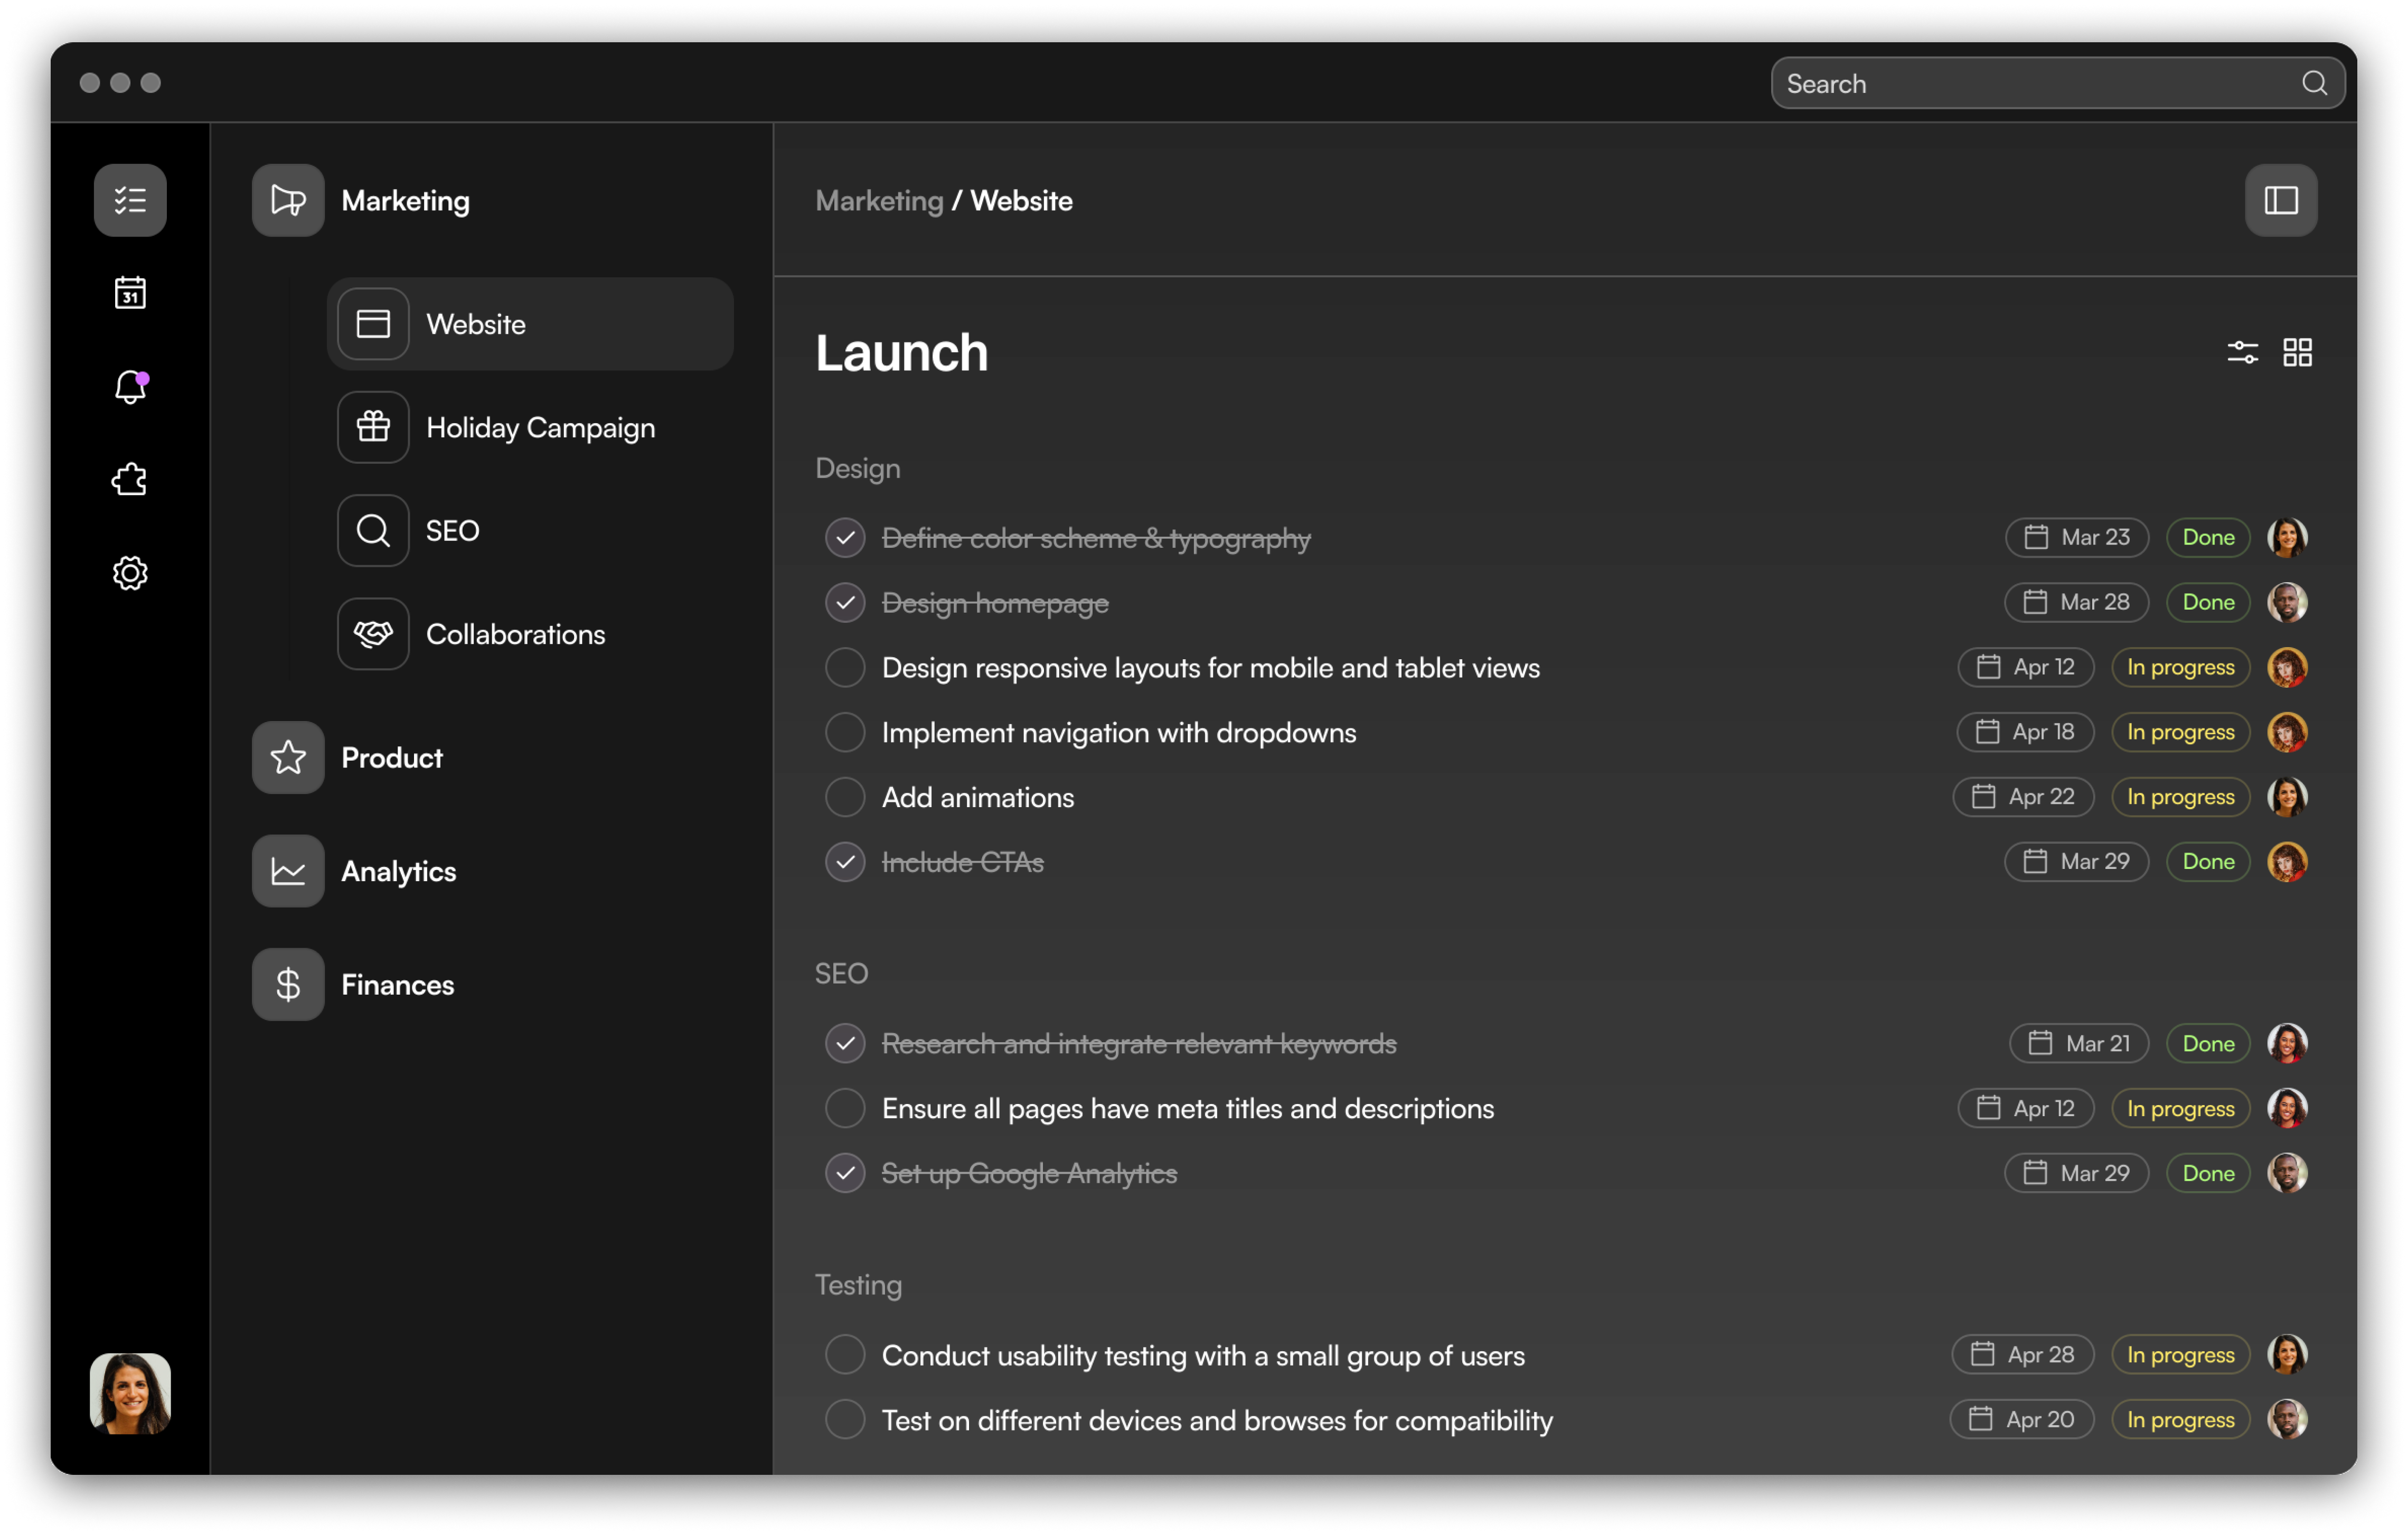 Search
Marketing
Marketing / Website
31
Website
Launch
Holiday Campaign
SEO
Collaborations
Product
Analytics
$ Finances
Design
Define color scheme & typography Mar 23 Done
Design homepage Mar 28 Done
Design responsive layouts for mobile and tablet views Apr 12 In progress
Implement navigation with dropdowns Apr 18 In progress
Add animations Apr 22 In progress
Include CTAs Mar 29 Done
SEO
Research and integrate relevant keywords Mar 21 Done
Ensure all pages have meta titles and descriptions Apr 12 In progress
Set up Google Analytics Mar 29 Done
Testing
Conduct usability testing with a small group of users Apr 28 In progress
Test on different devices and browses for compatibility Apr 20 In progress